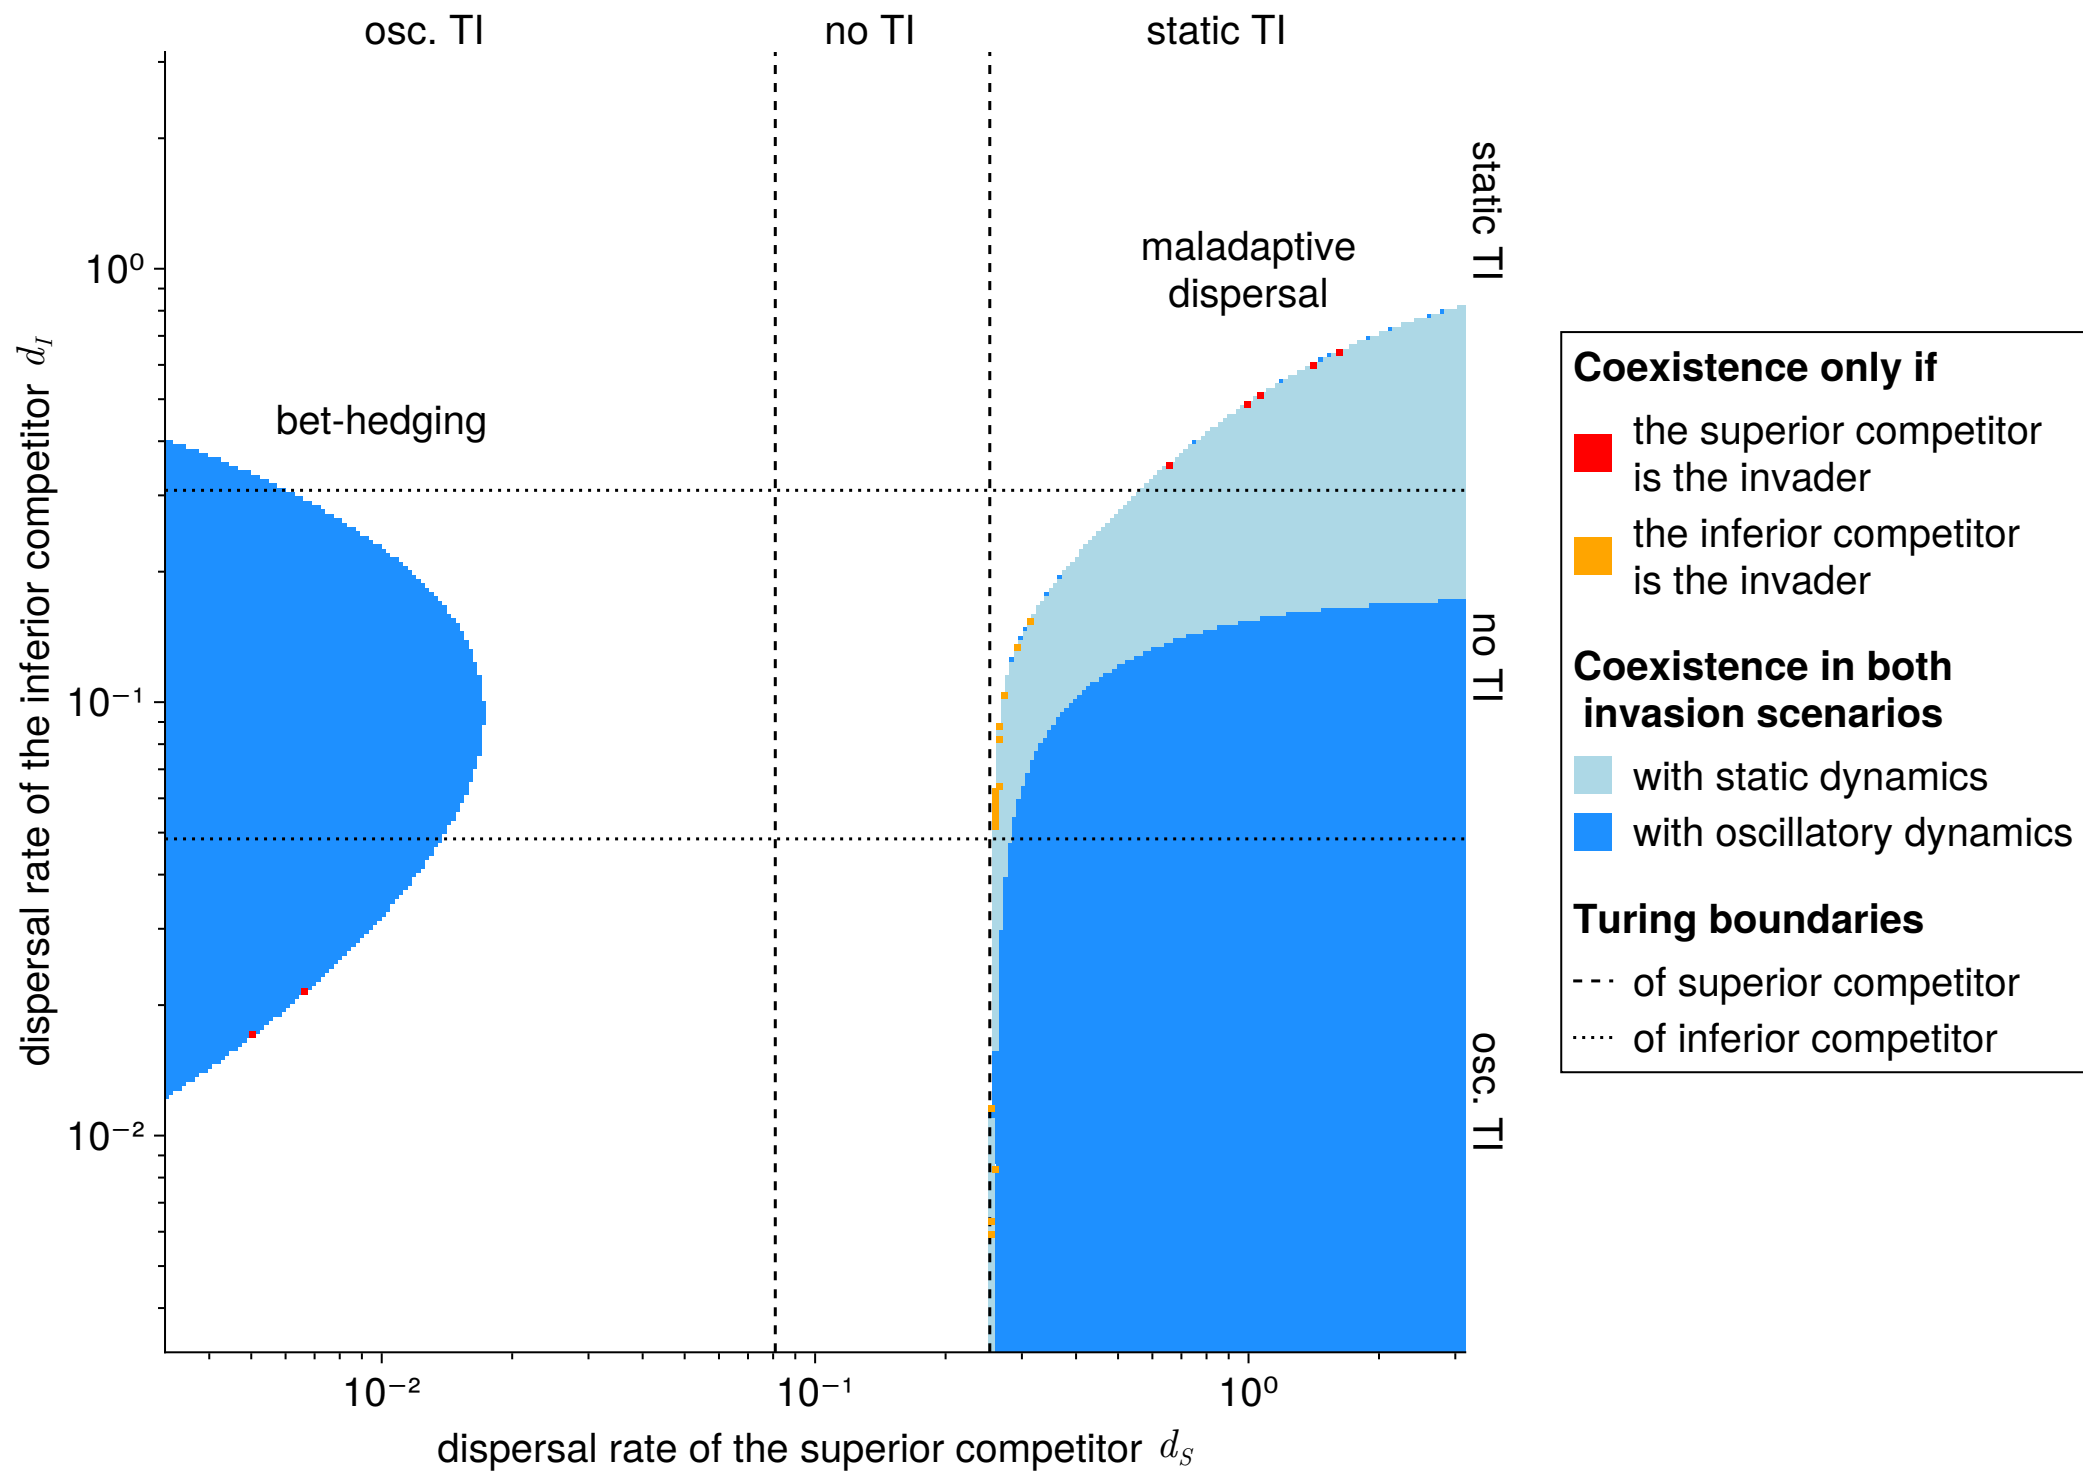 osc. TI
no TI
static TI
maladaptive
dispersal
bet-hedging
static TI
no TI
osc. TI
10⁰
10⁻¹
10⁻²
dispersal rate of the inferior competitor d_I
10⁻²
10⁻¹
10⁰
dispersal rate of the superior competitor d_S
Coexistence only if
the superior competitor
is the invader
the inferior competitor
is the invader
Coexistence in both
invasion scenarios
with static dynamics
with oscillatory dynamics
Turing boundaries
of superior competitor
of inferior competitor